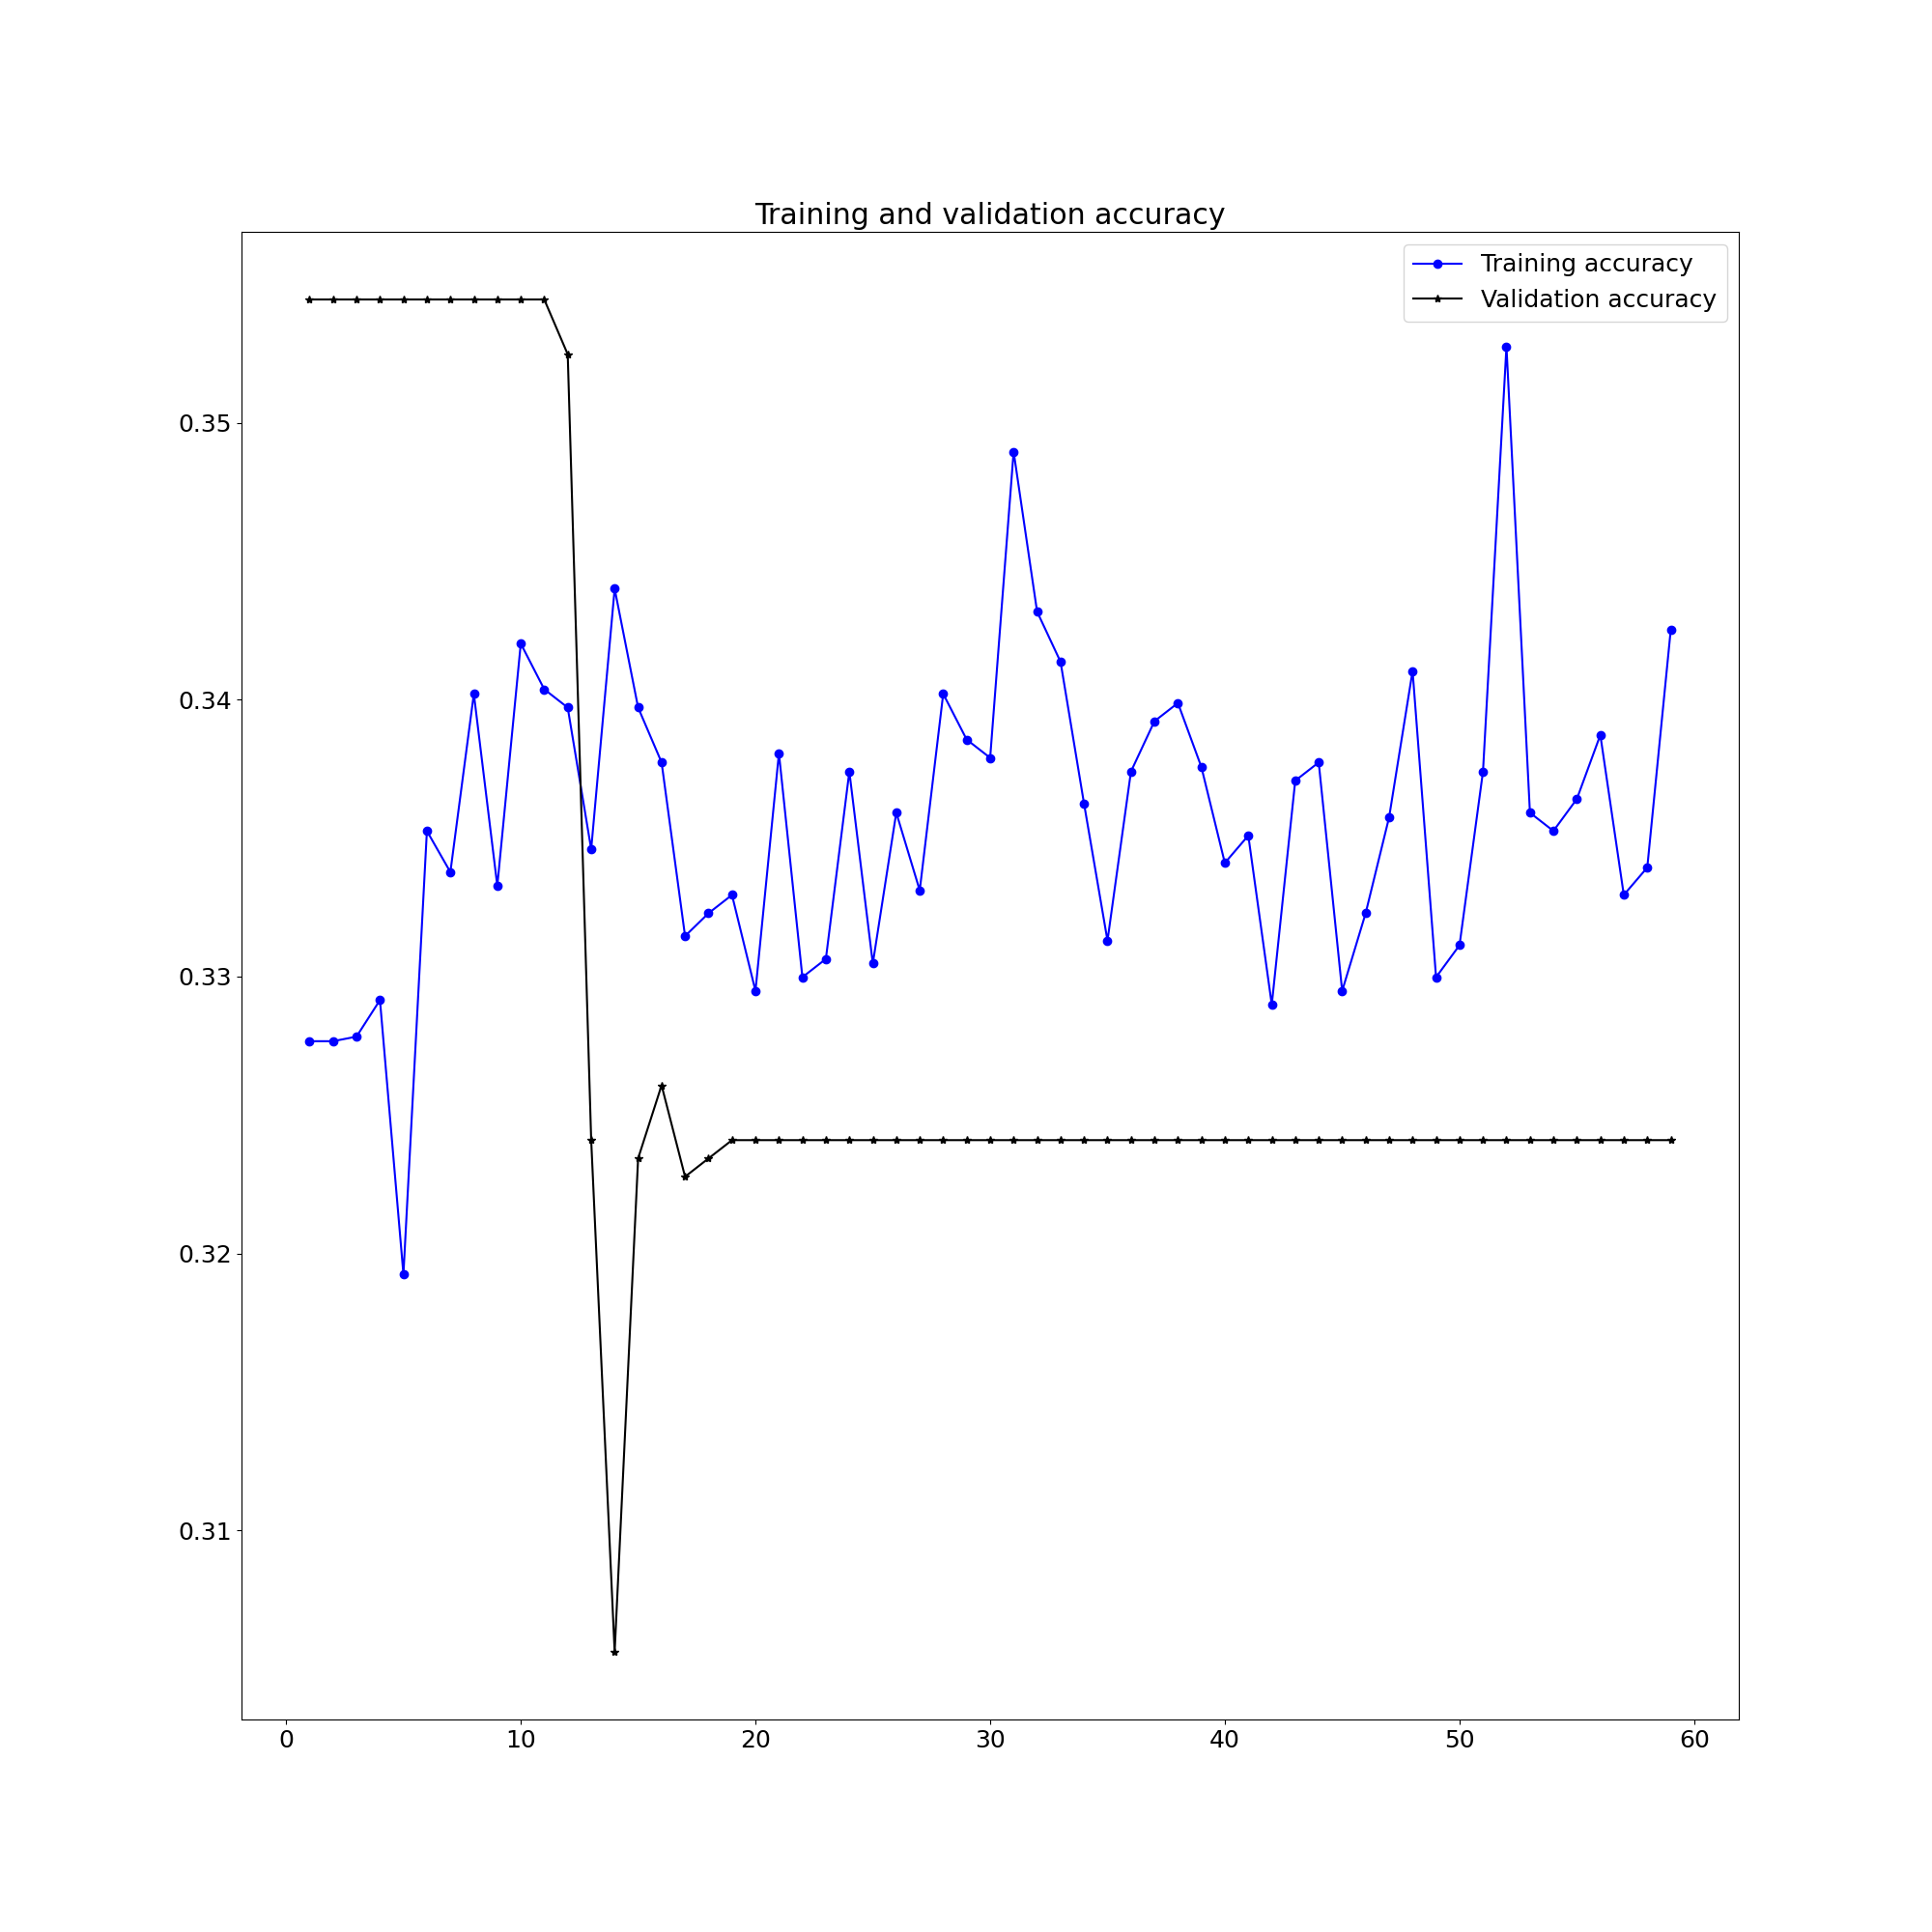 Training and validation accuracy
Training accuracy
Validation accuracy
0.35
0.34
0.33
0.32
0.31
0 10 20 30 40 50 60